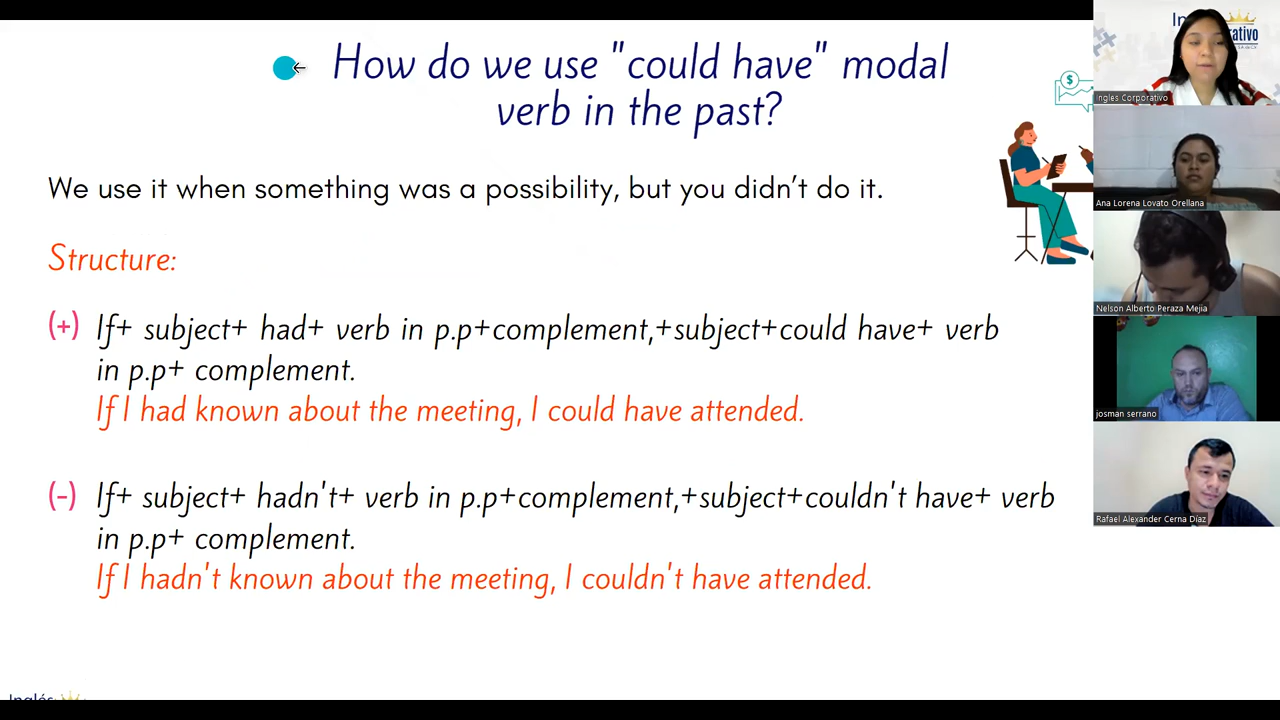 How do we use "could have" modal
verb in the past?
We use it when something was a possibility, but you didn't do it.
Structure:
(+) If+ subject+ had+ verb in p.p+complement,+subject+could have+ verb
in p.p+ complement.
If I had known about the meeting, I could have attended.
(-) If+ subject+ hadn't+ verb in p.p+complement,+subject+couldn't have+ verb
in p.p+ complement.
If I hadn't known about the meeting, I couldn't have attended.
$
Ingles Corporativo
Ana Lorena Lovato Orellana
Nelson Alberto Peraza Mejia
josman serrano
Rafael Alexander Cerna Díaz
Inglés